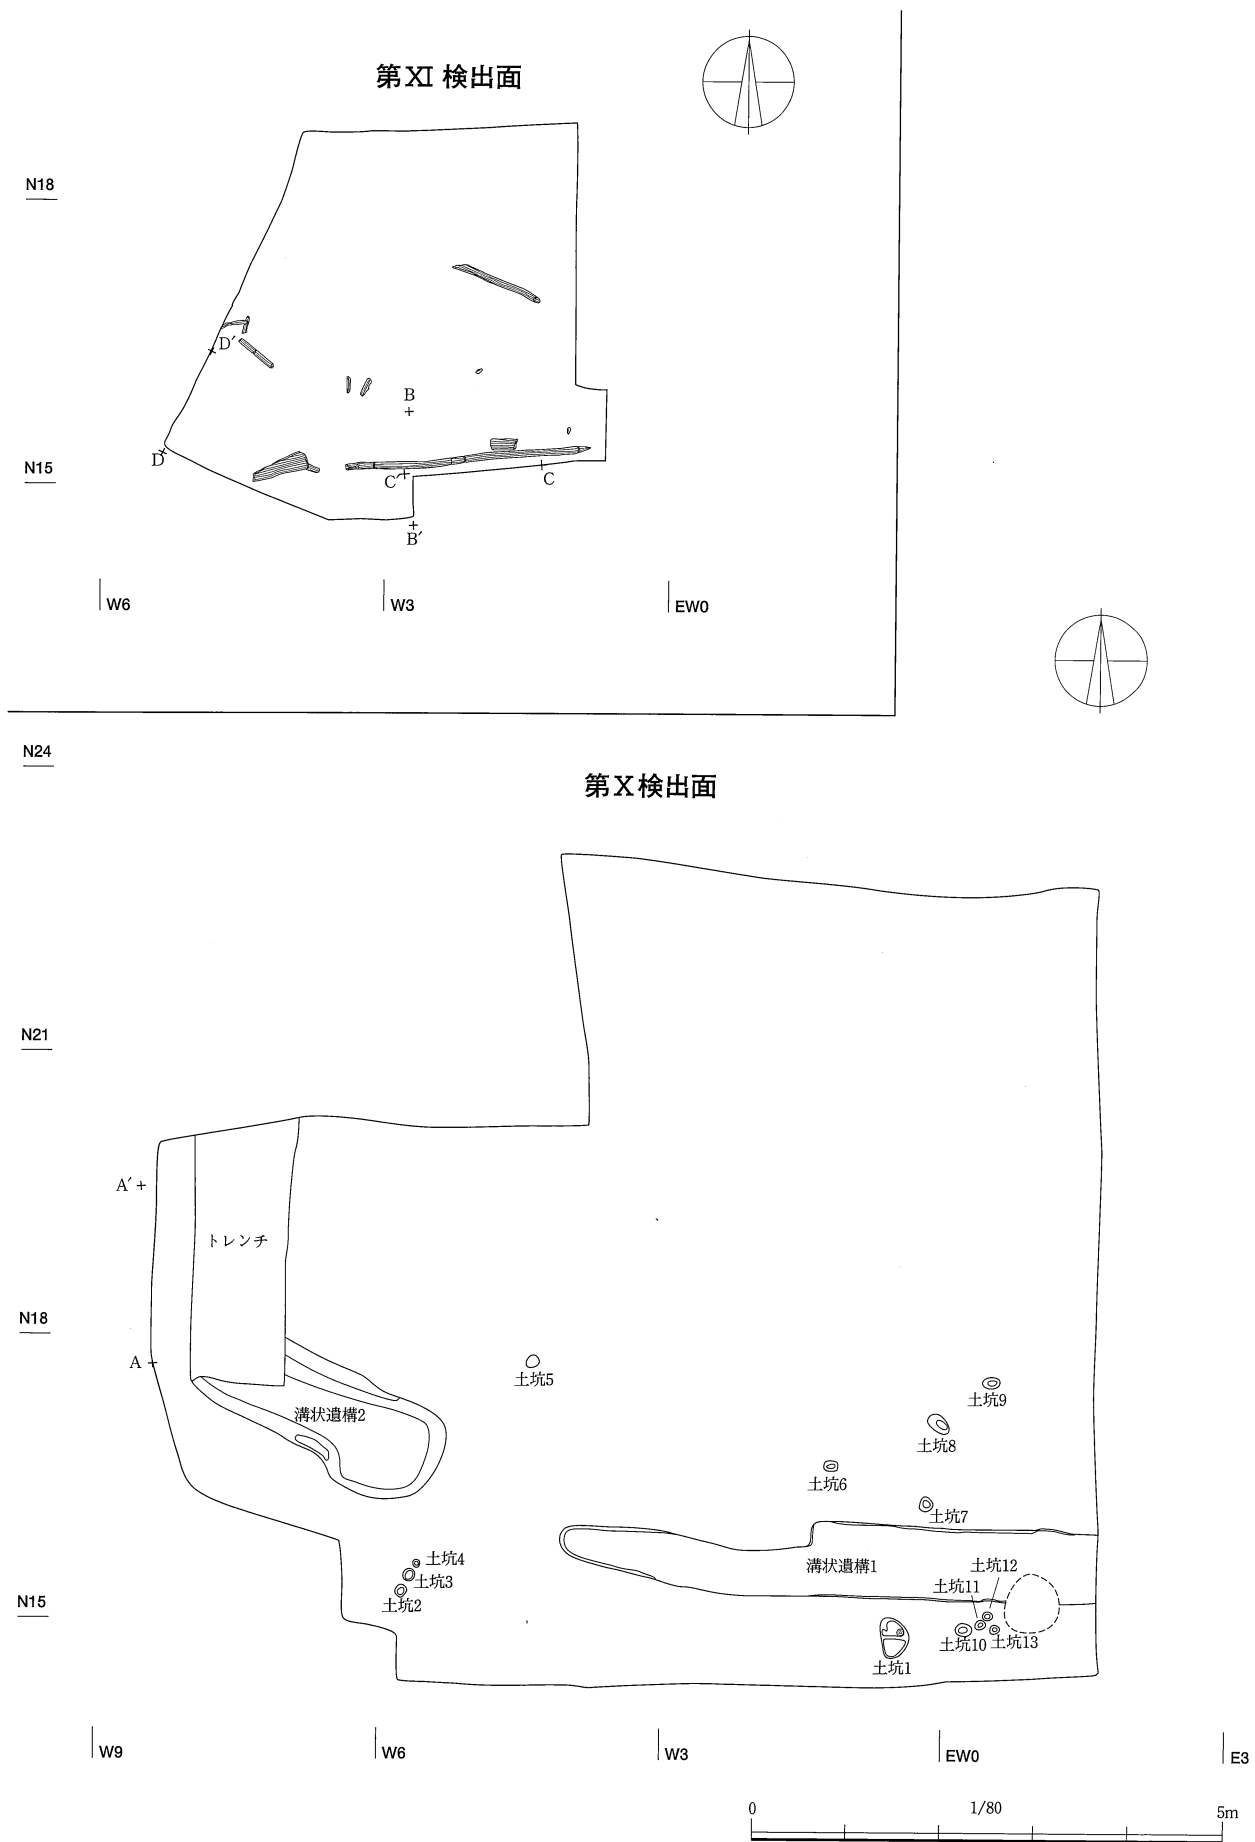 第XI 検出面
N18
D´
B
D
N15
C´
C
B´
W6
W3
EW0
N24
第X検出面
N21
A´
トレンチ
N18
A
土坑5
土坑9
溝状遺構2
土坑8
土坑6
土坑7
土坑4
溝状遺構1
土坑12
土坑3
土坑11
N15
土坑2
土坑10
土坑13
土坑1
W9
W6
W3
EW0
E3
0
1/80
5m